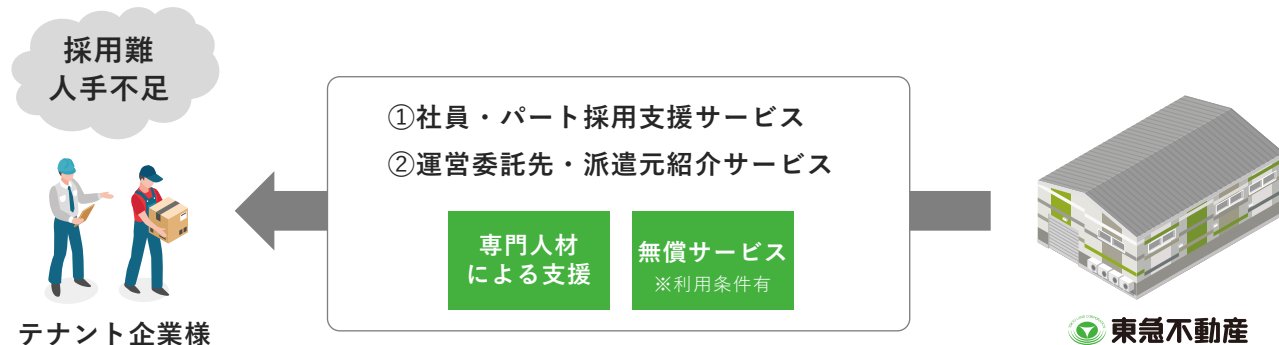 採用難
人手不足
①社員・パート採用支援サービス
②運営委託先・派遣元紹介サービス
専門人材
による支援
無償サービス
※利用条件有
テナント企業様
東急不動産